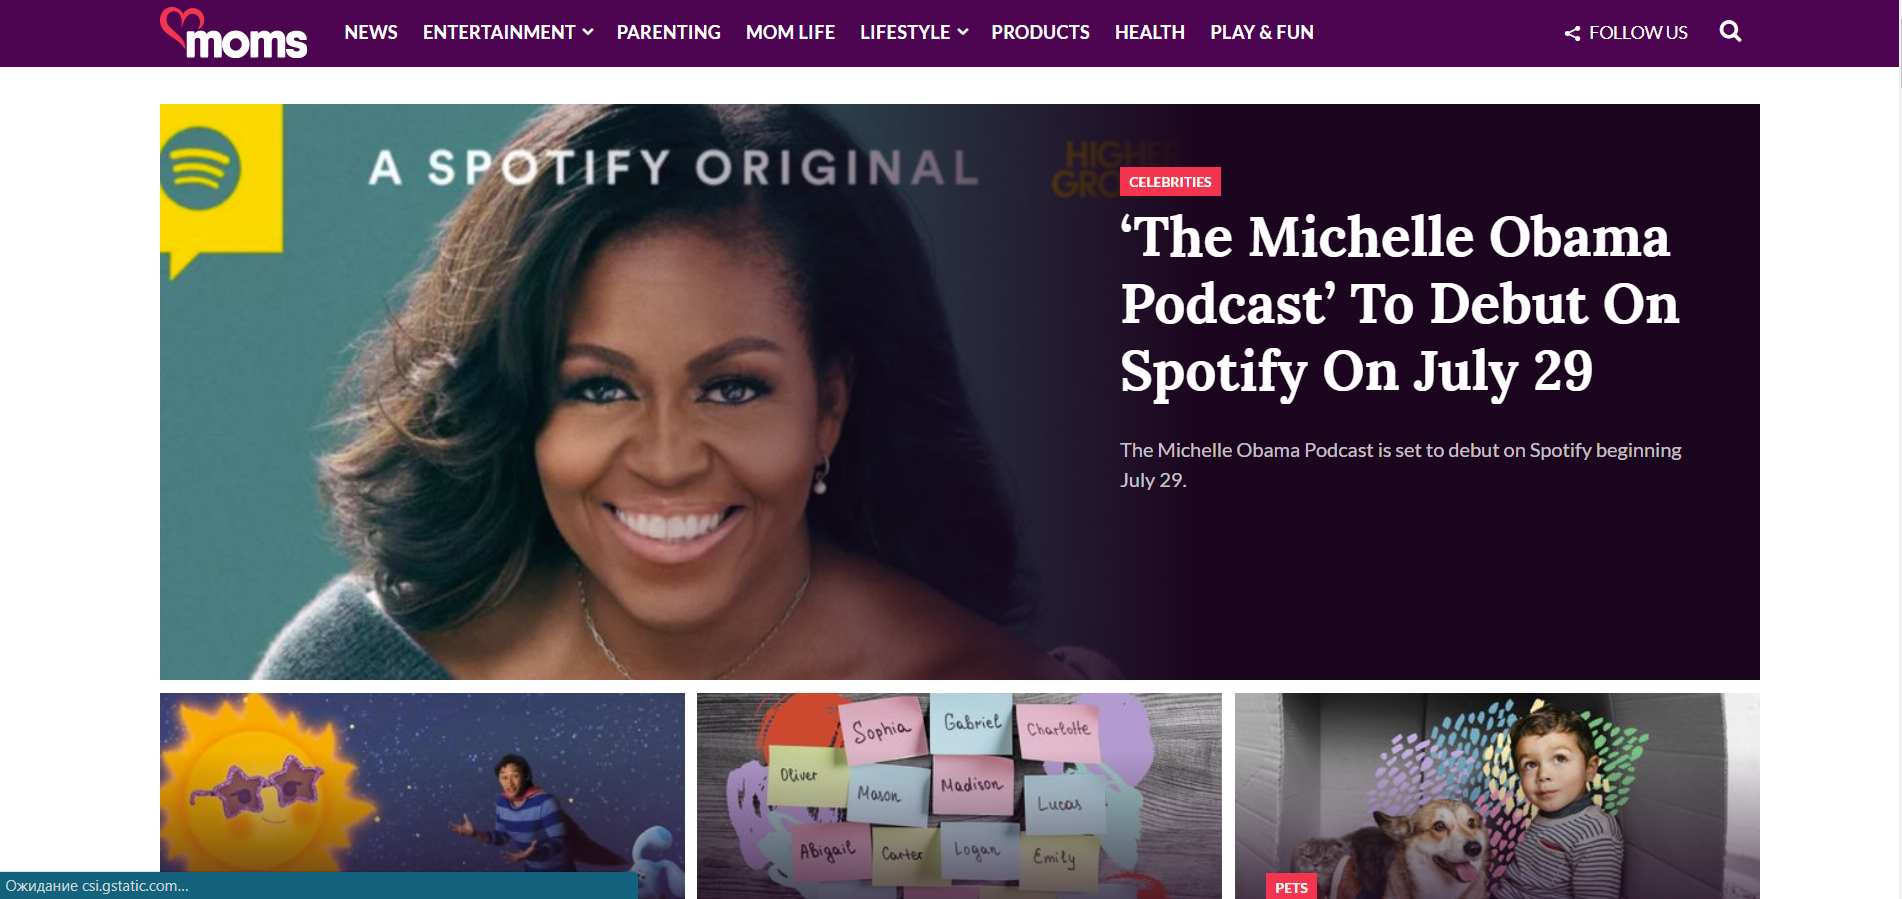 moms
NEWS ENTERTAINMENT PARENTING MOM LIFE LIFESTYLE PRODUCTS HEALTH PLAY & FUN FOLLOW US
A SPOTIFY ORIGINAL
CELEBRITIES
‘The Michelle Obama
Podcast’ To Debut On
Spotify On July 29
The Michelle Obama Podcast is set to debut on Spotify beginning
July 29.
Sophia Gabriel Charlotte
Oliver Mason Madison Lucas
Abigail Carter Logan Emily
PETS
Ожидание csi.gstatic.com...